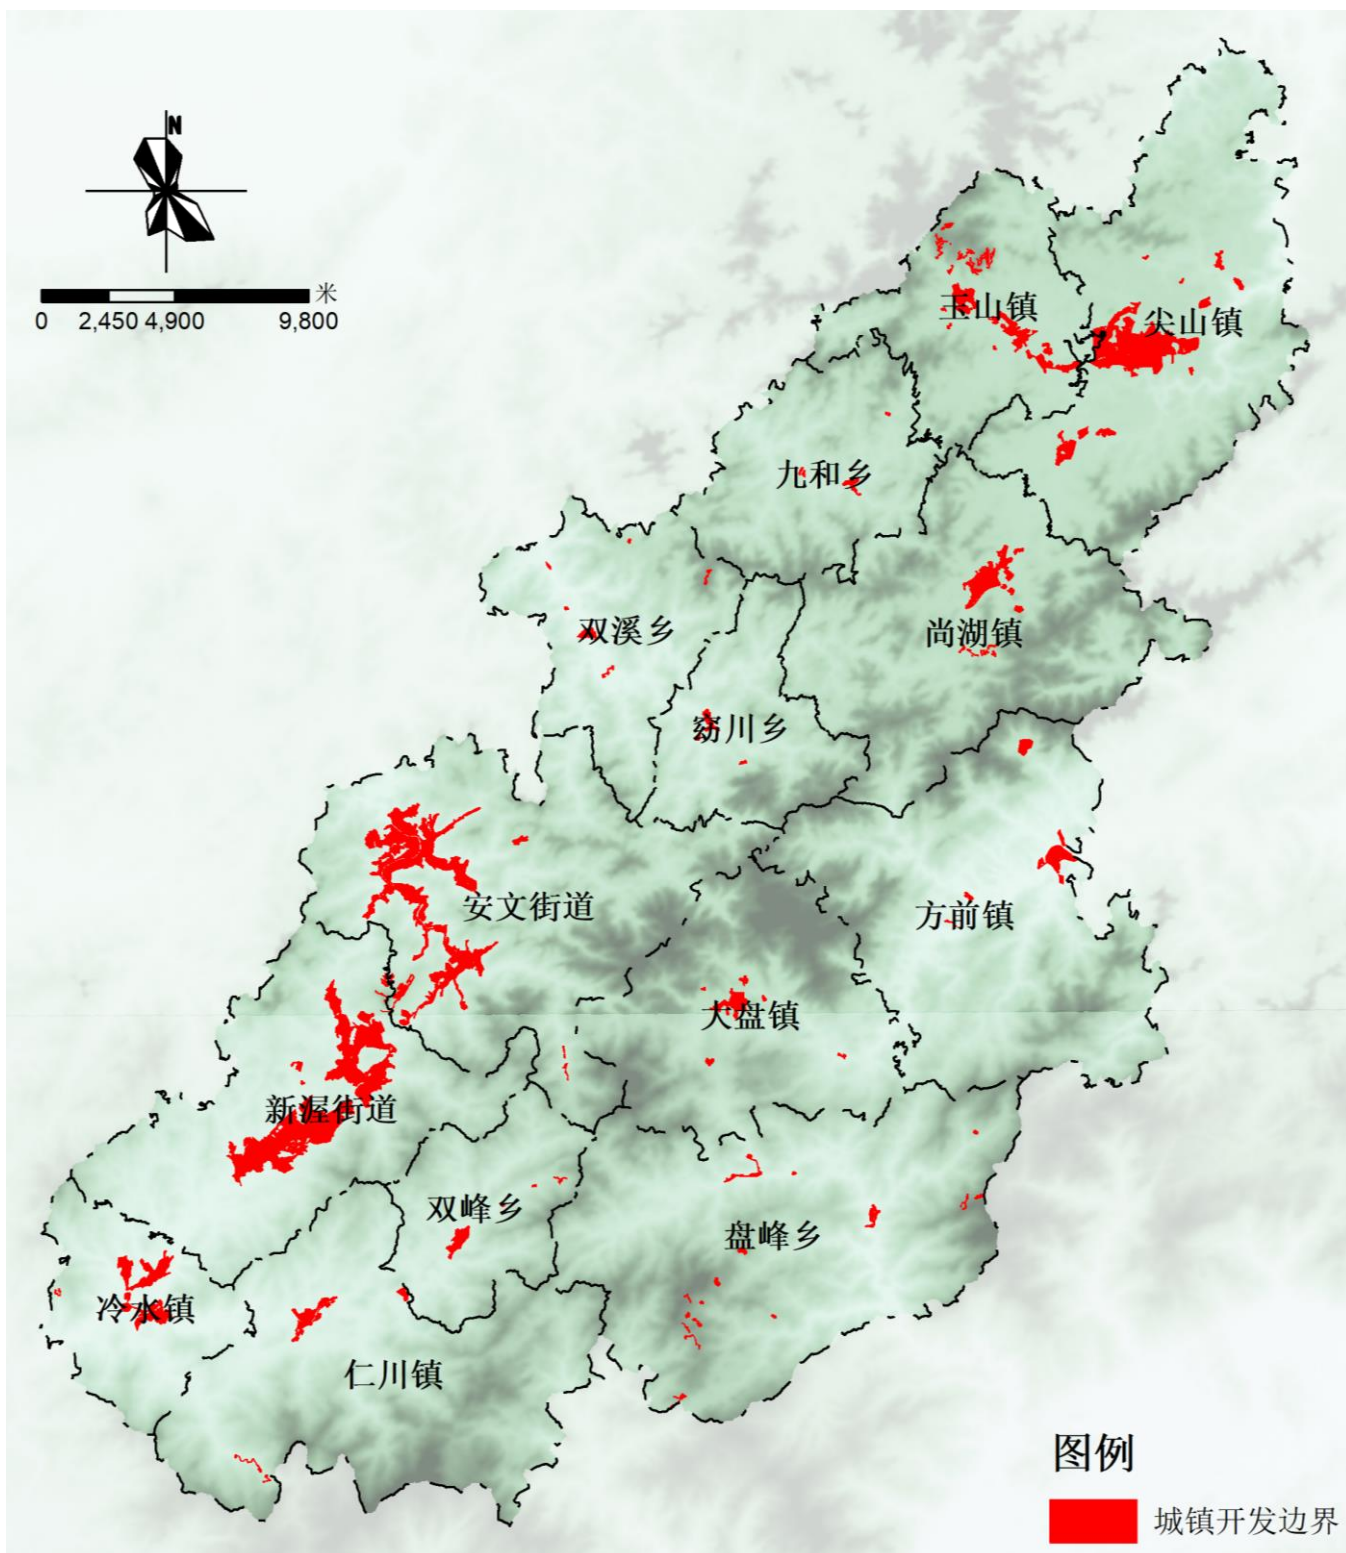 N
米
0 2,450 4,900 9,800
玉山镇
尖山镇
九和乡
双溪乡
尚湖镇
窈川乡
安文街道
方前镇
大盘镇
新渥街道
双峰乡
盘峰乡
冷水镇
仁川镇
图例
城镇开发边界